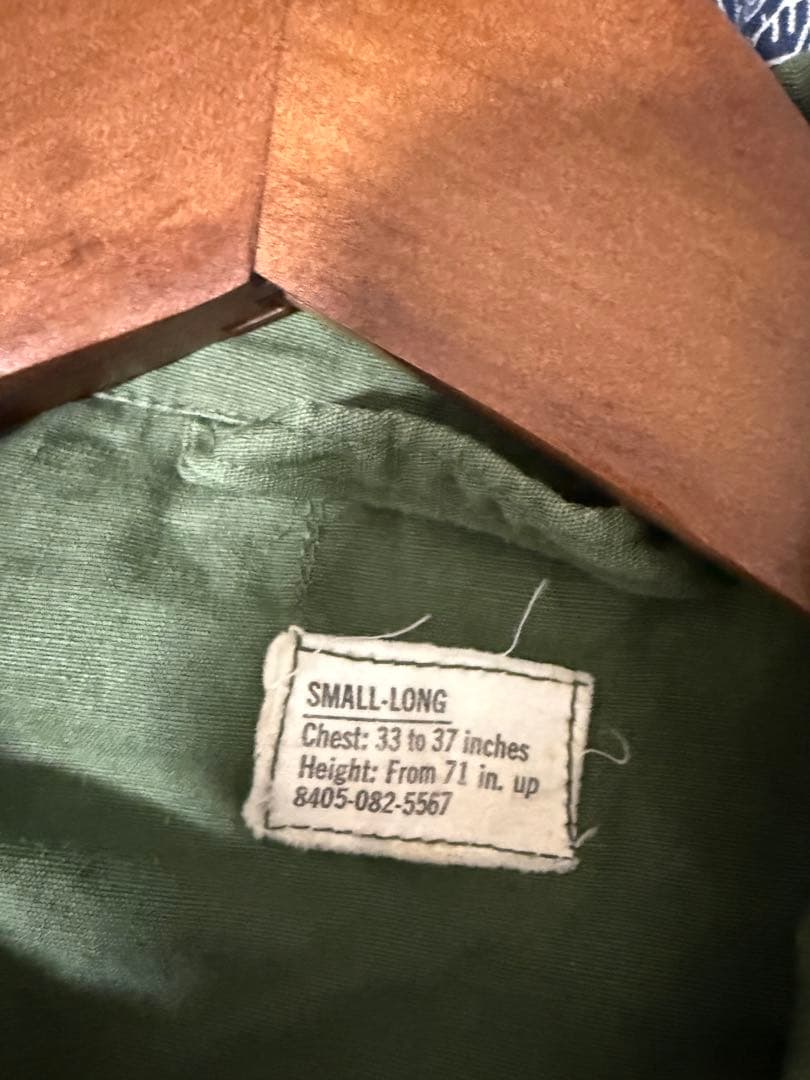 SMALL-LONG
Chest: 33 to 37 inches
Height: From 71 in. up
8405-082-5567